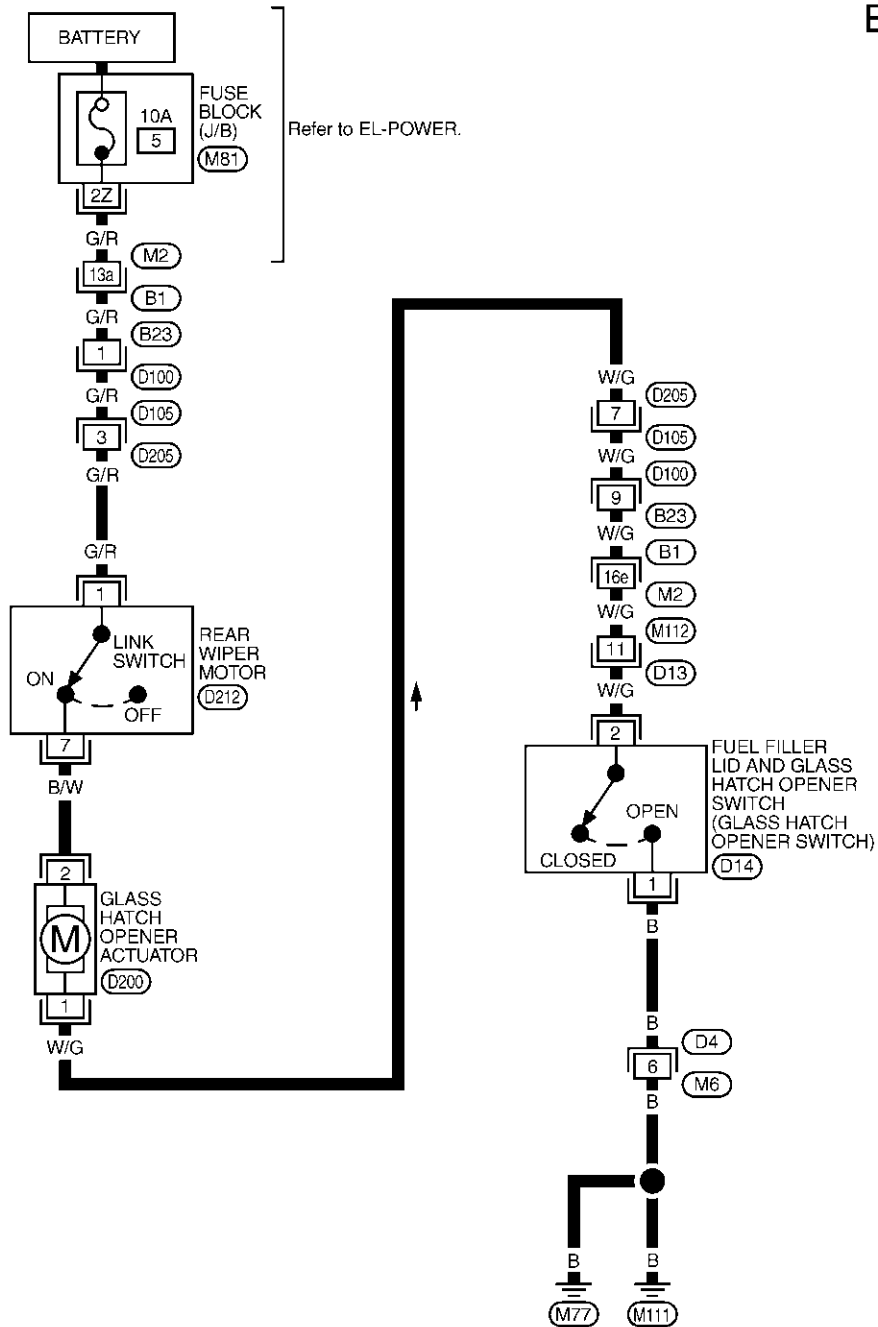 E
BATTERY
10A
5
FUSE
BLOCK
(J/B)
M81
Refer to EL-POWER.
2Z
G/R
M2
13a
B1
G/R
B23
1
D100
G/R
D105
3
D205
G/R
G/R
1
LINK
SWITCH
ON
OFF
REAR
WIPER
MOTOR
D212
7
B/W
2
M
GLASS
HATCH
OPENER
ACTUATOR
D200
1
W/G
W/G
D205
7
D105
W/G
D100
9
B23
W/G
B1
16e
M2
W/G
M112
11
D13
W/G
2
OPEN
CLOSED
FUEL FILLER
LID AND GLASS
HATCH OPENER
SWITCH
(GLASS HATCH
OPENER SWITCH)
D14
1
B
B
D4
6
M6
B
B
B
M77
M111